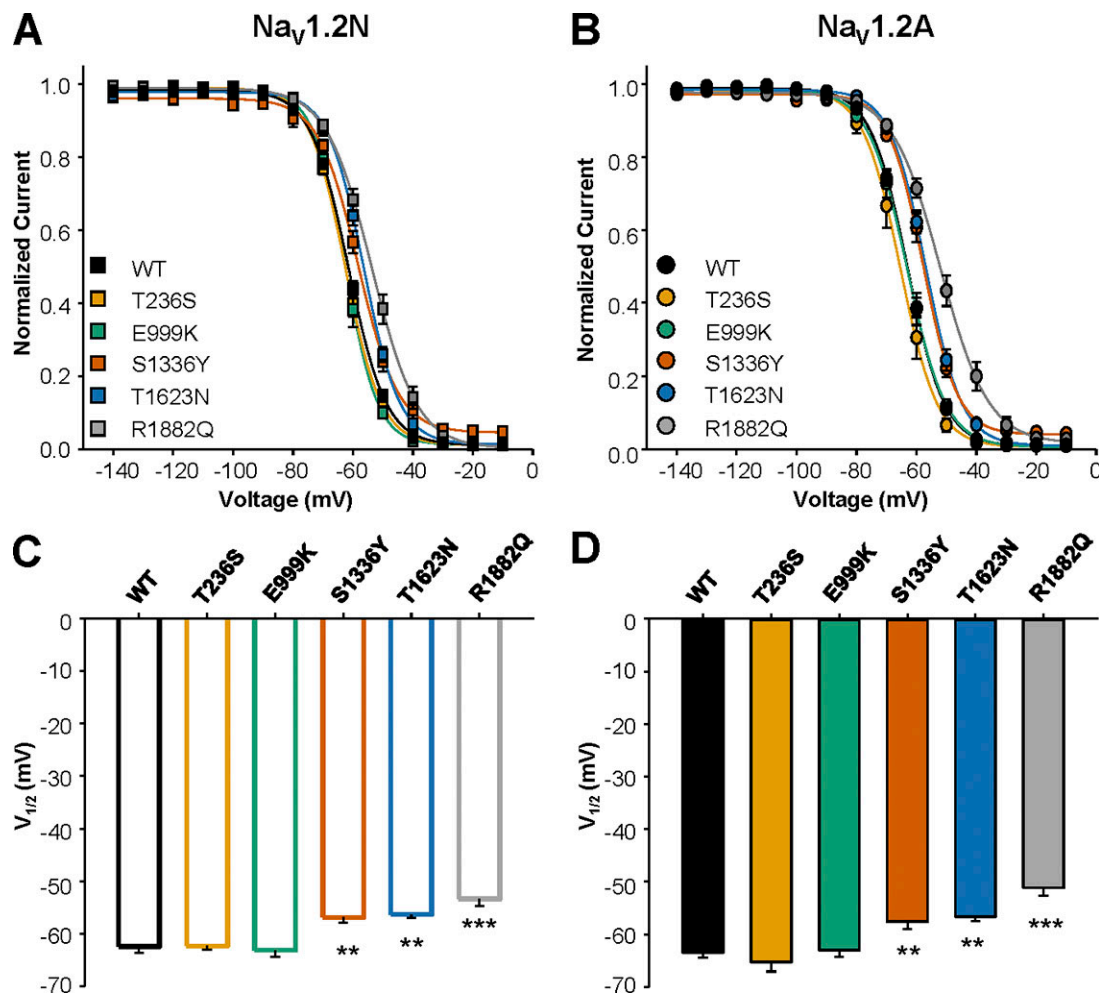 A NaV1.2N B NaV1.2A
1.0 1.0
0.8 0.8
0.6 0.6
0.4 0.4
0.2 0.2
0.0 0.0
Normalized Current Normalized Current
WT WT
T236S T236S
E999K E999K
S1336Y S1336Y
T1623N T1623N
R1882Q R1882Q
-140 -120 -100 -80 -60 -40 -20 0 -140 -120 -100 -80 -60 -40 -20 0
Voltage (mV) Voltage (mV)
C D
WT T236S E999K S1336Y T1623N R1882Q WT T236S E999K S1336Y T1623N R1882Q
0 0
-10 -10
-20 -20
-30 -30
-40 -40
-50 -50
-60 -60
-70 -70
V1/2 (mV) V1/2 (mV)
** ** *** ** ** ***